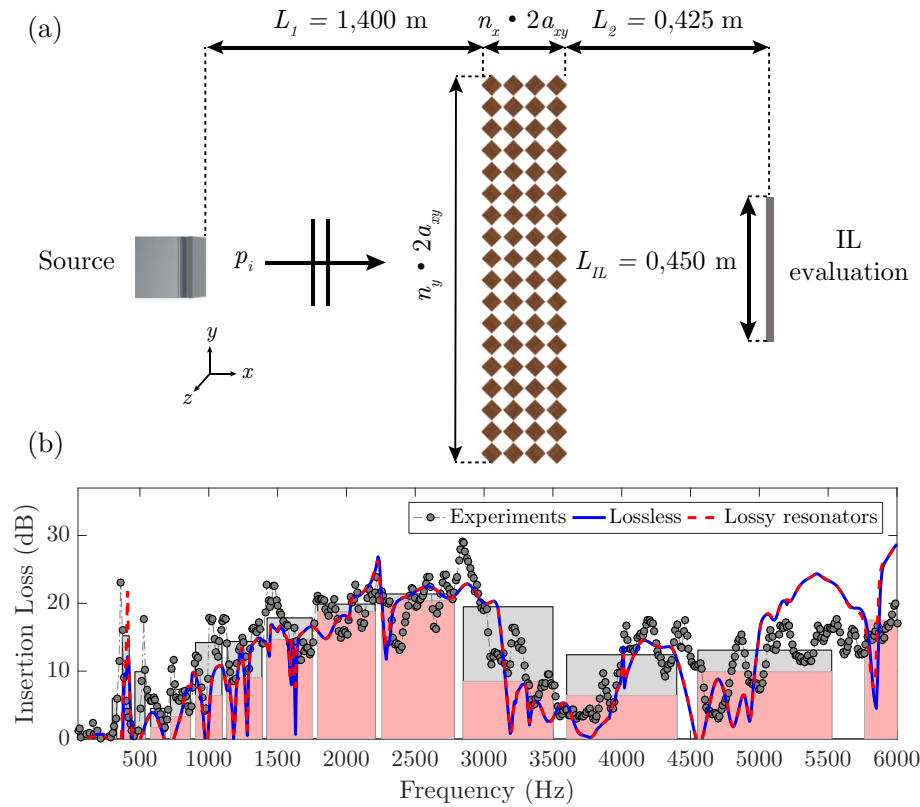 (a)
L₁ = 1,400 m
nₓ • 2aₓᵧ
L₂ = 0,425 m
Source
pᵢ
n_y • 2a_xy
L_IL = 0,450 m
IL
evaluation
y
x
z
(b)
Insertion Loss (dB)
30
20
10
0
Experiments
Lossless
Lossy resonators
500 1000 1500 2000 2500 3000 3500 4000 4500 5000 5500 6000
Frequency (Hz)